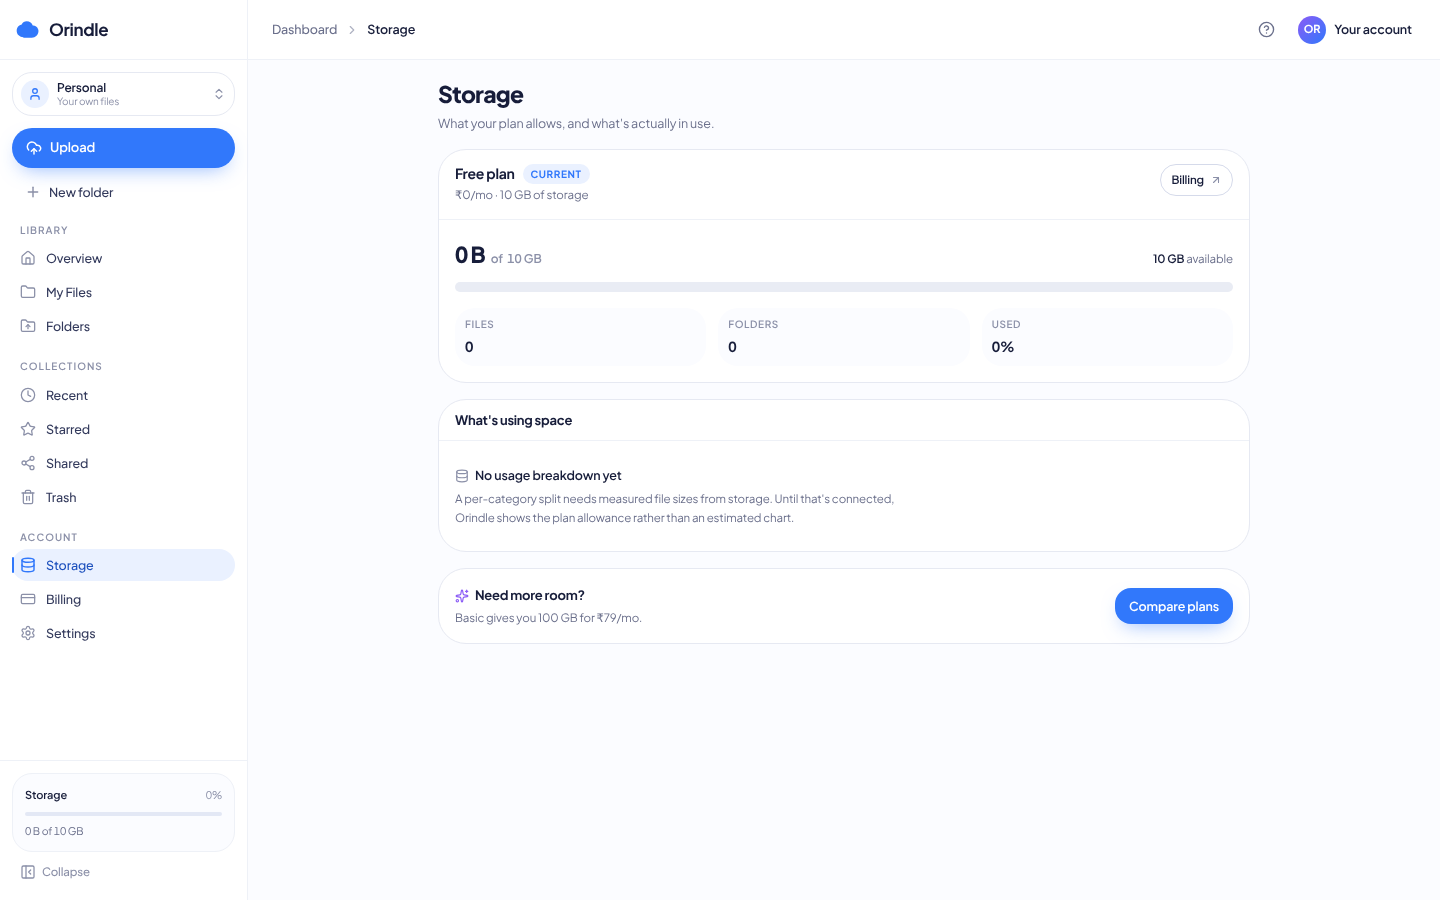 Orindle
Personal
Your own files
Upload
New folder
LIBRARY
Overview
My Files
Folders
COLLECTIONS
Recent
Starred
Shared
Trash
ACCOUNT
Storage
Billing
Settings
Storage 0%
0 B of 10 GB
Collapse
Dashboard Storage
OR Your account
Storage
What your plan allows, and what's actually in use.
Free plan CURRENT
₹0/mo · 10 GB of storage
Billing
0 B of 10 GB
10 GB available
FILES
0
FOLDERS
0
USED
0%
What's using space
No usage breakdown yet
A per-category split needs measured file sizes from storage. Until that's connected,
Orindle shows the plan allowance rather than an estimated chart.
Need more room?
Basic gives you 100 GB for ₹79/mo.
Compare plans